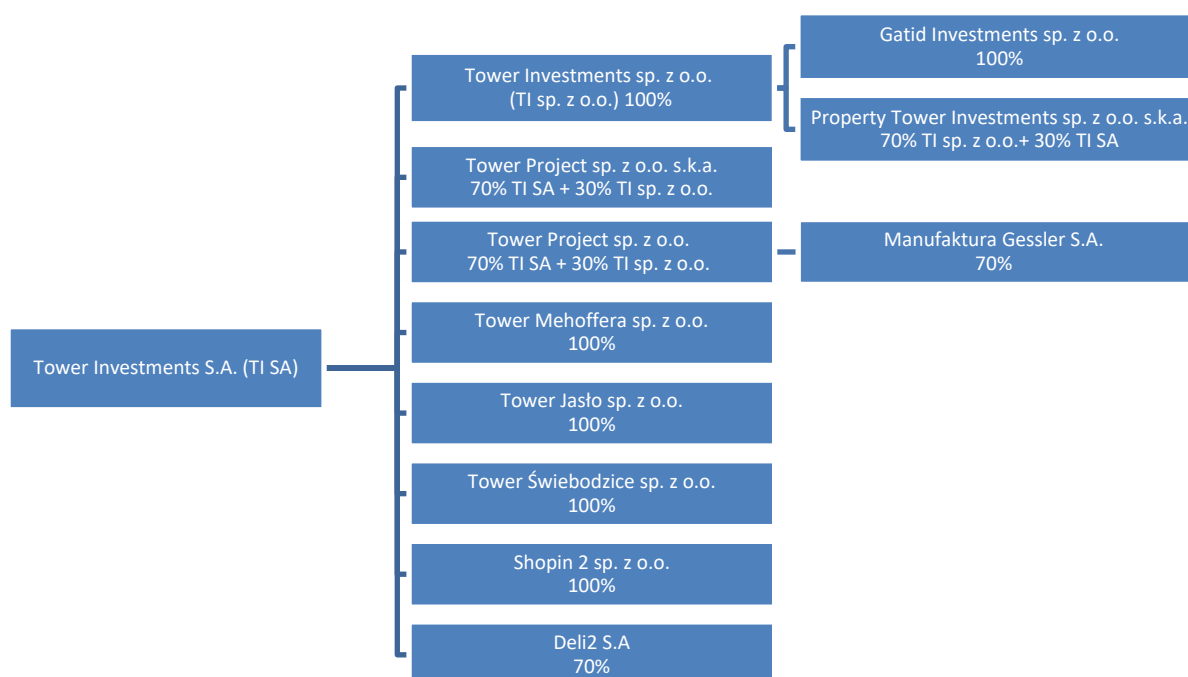 Tower Investments S.A. (TI SA)
Tower Investments sp. z o.o.
(TI sp. z o.o.) 100%
Gatid Investments sp. z o.o.
100%
Property Tower Investments sp. z o.o. s.k.a.
70% TI sp. z o.o.+ 30% TI SA
Tower Project sp. z o.o. s.k.a.
70% TI SA + 30% TI sp. z o.o.
Tower Project sp. z o.o.
70% TI SA + 30% TI sp. z o.o.
Manufaktura Gessler S.A.
70%
Tower Mehoffera sp. z o.o.
100%
Tower Jasło sp. z o.o.
100%
Tower Świebodzice sp. z o.o.
100%
Shopin 2 sp. z o.o.
100%
Deli2 S.A
70%